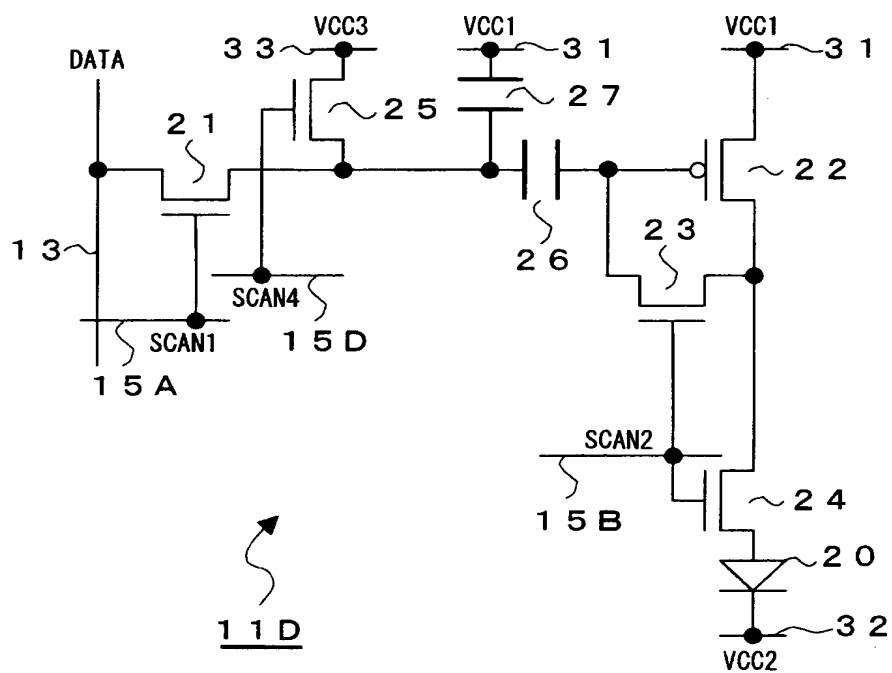 VCC3
VCC1
VCC1
33
31
31
DATA
25
27
21
22
23
13
26
SCAN4
SCAN1
15D
15A
SCAN2
15B
24
20
11D
32
VCC2